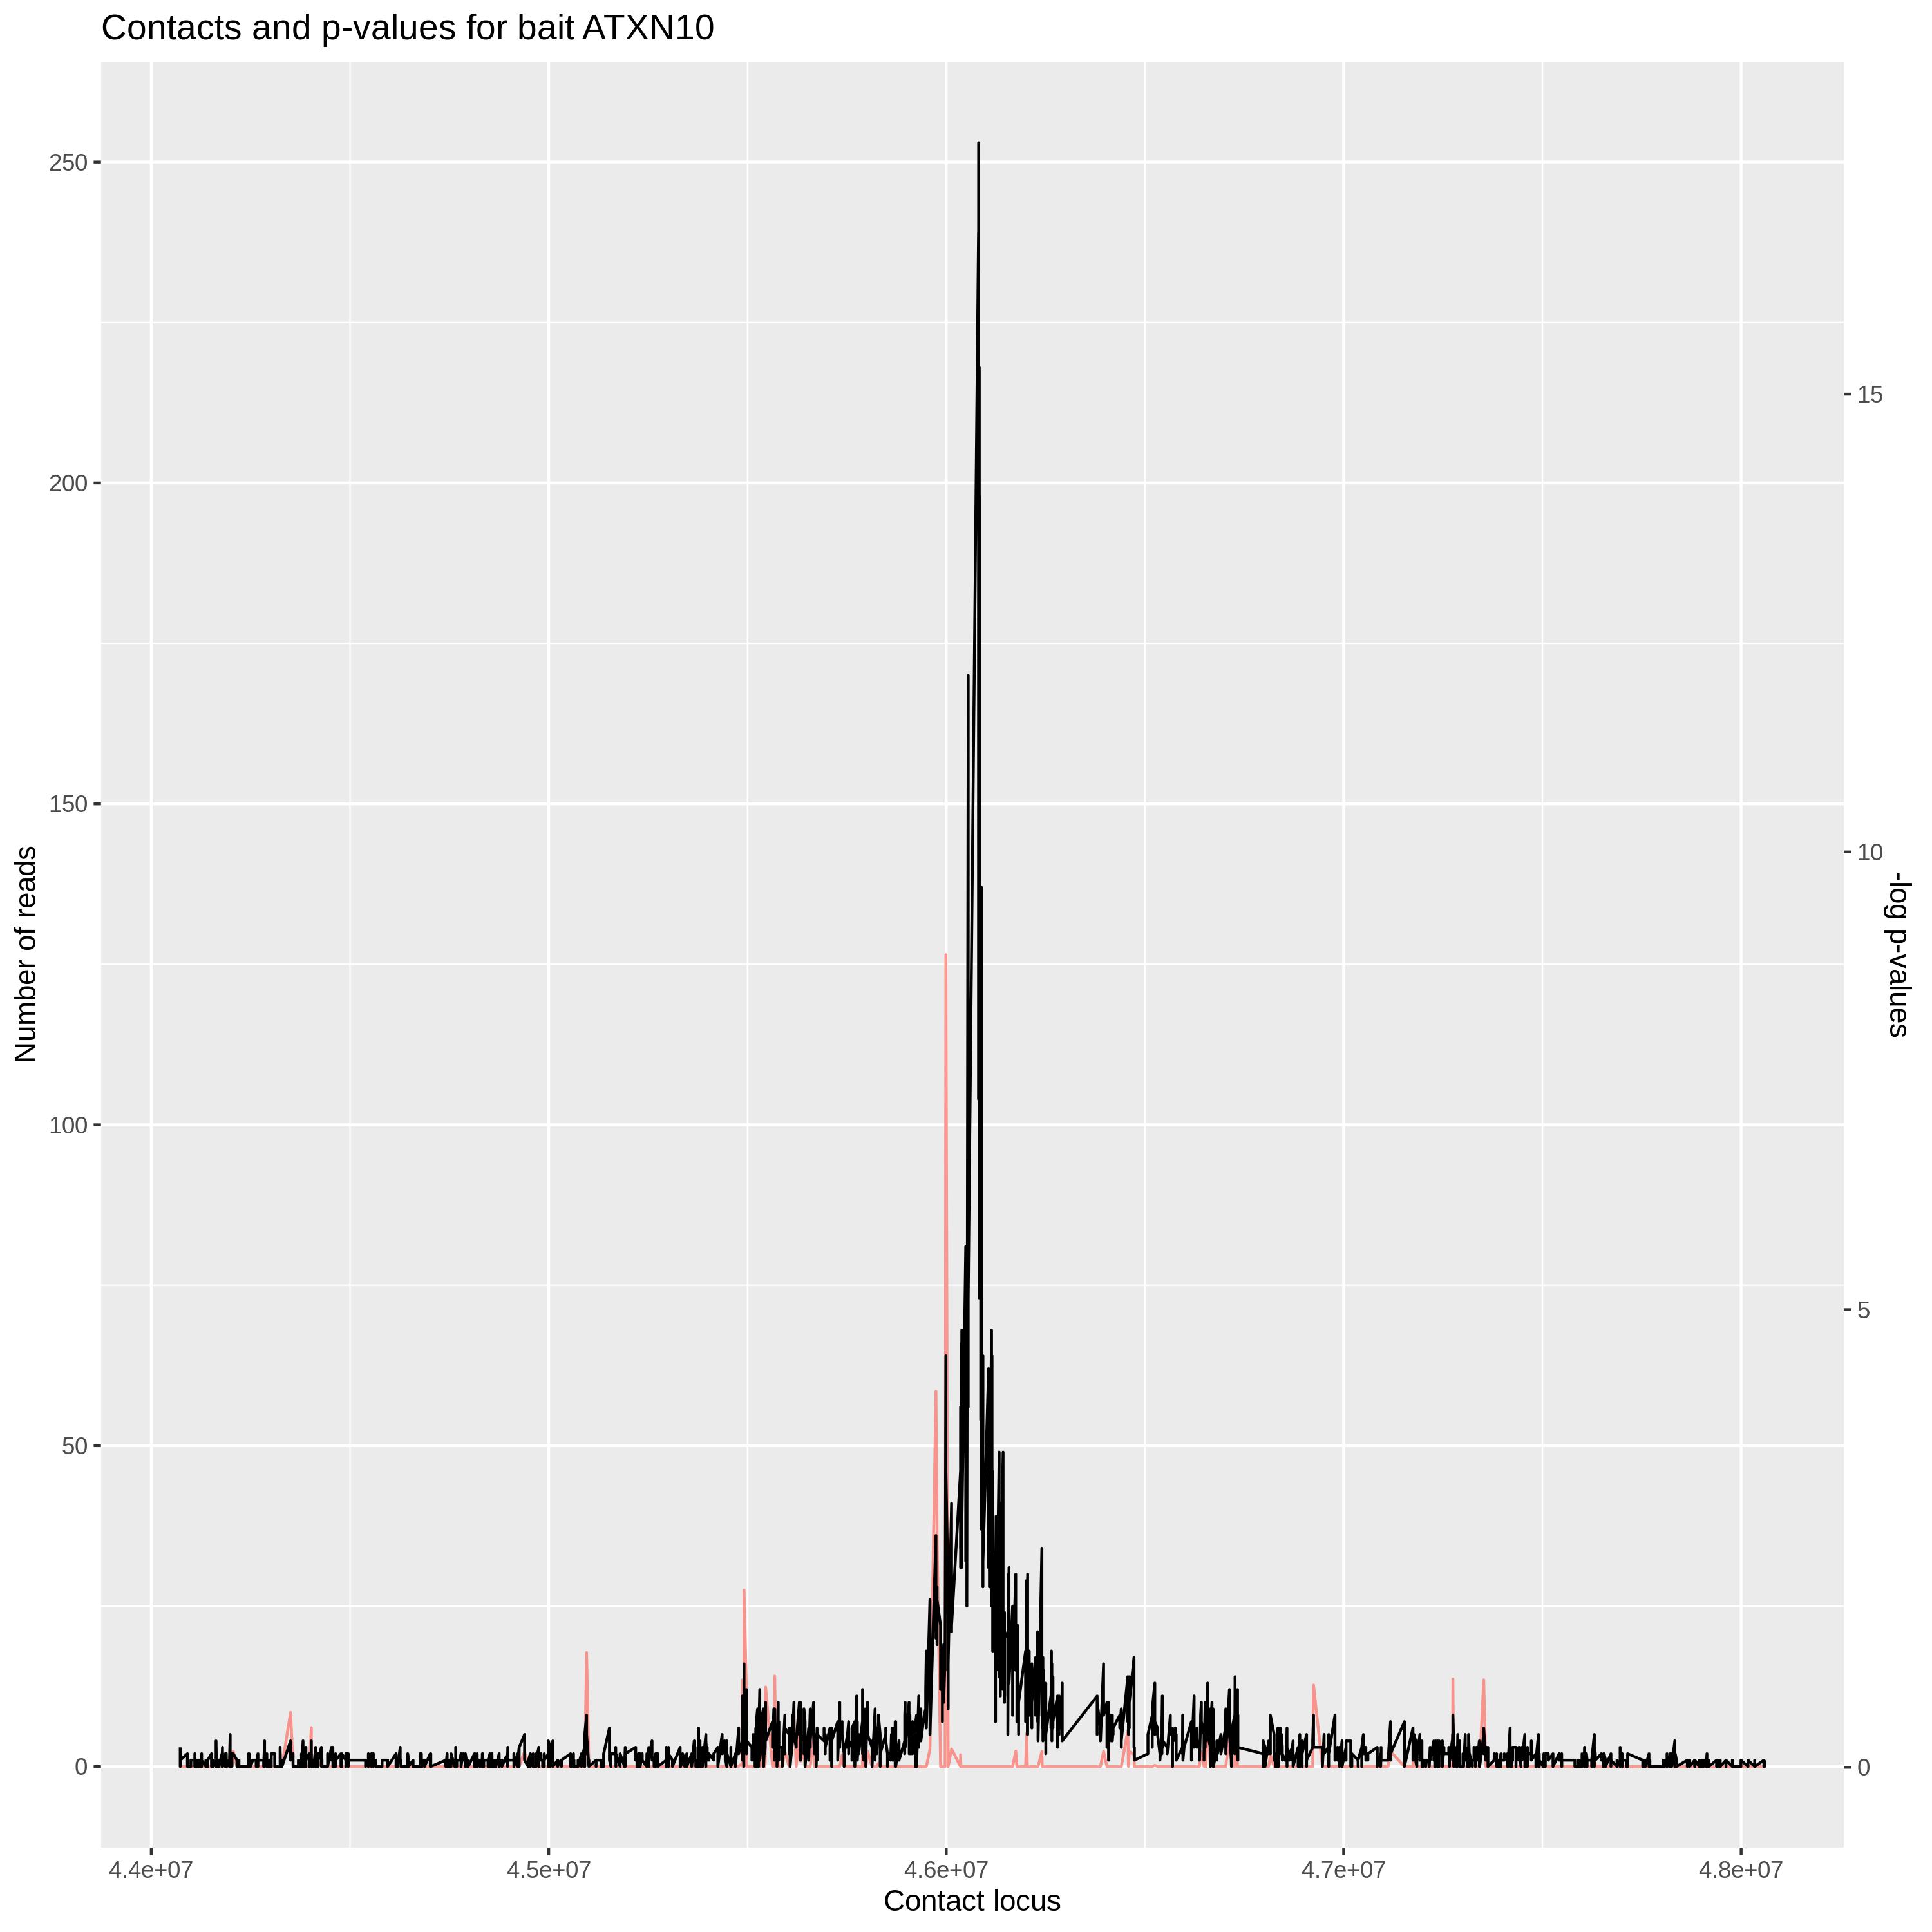 Contacts and p-values for bait ATXN10
250
200
150
100
50
0
Number of reads
15
10
5
0
-log p-values
4.4e+07
4.5e+07
4.6e+07
4.7e+07
4.8e+07
Contact locus